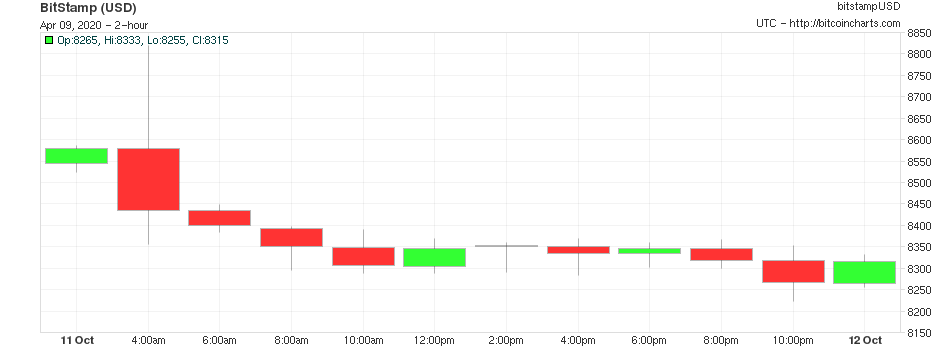 BitStamp (USD)
bitstampUSD
Apr 09, 2020 - 2-hour
UTC - http://bitcoincharts.com
Op:8265, Hi:8333, Lo:8255, Cl:8315
8850
8800
8750
8700
8650
8600
8550
8500
8450
8400
8350
8300
8250
8200
8150
11 Oct 4:00am 6:00am 8:00am 10:00am 12:00pm 2:00pm 4:00pm 6:00pm 8:00pm 10:00pm 12 Oct